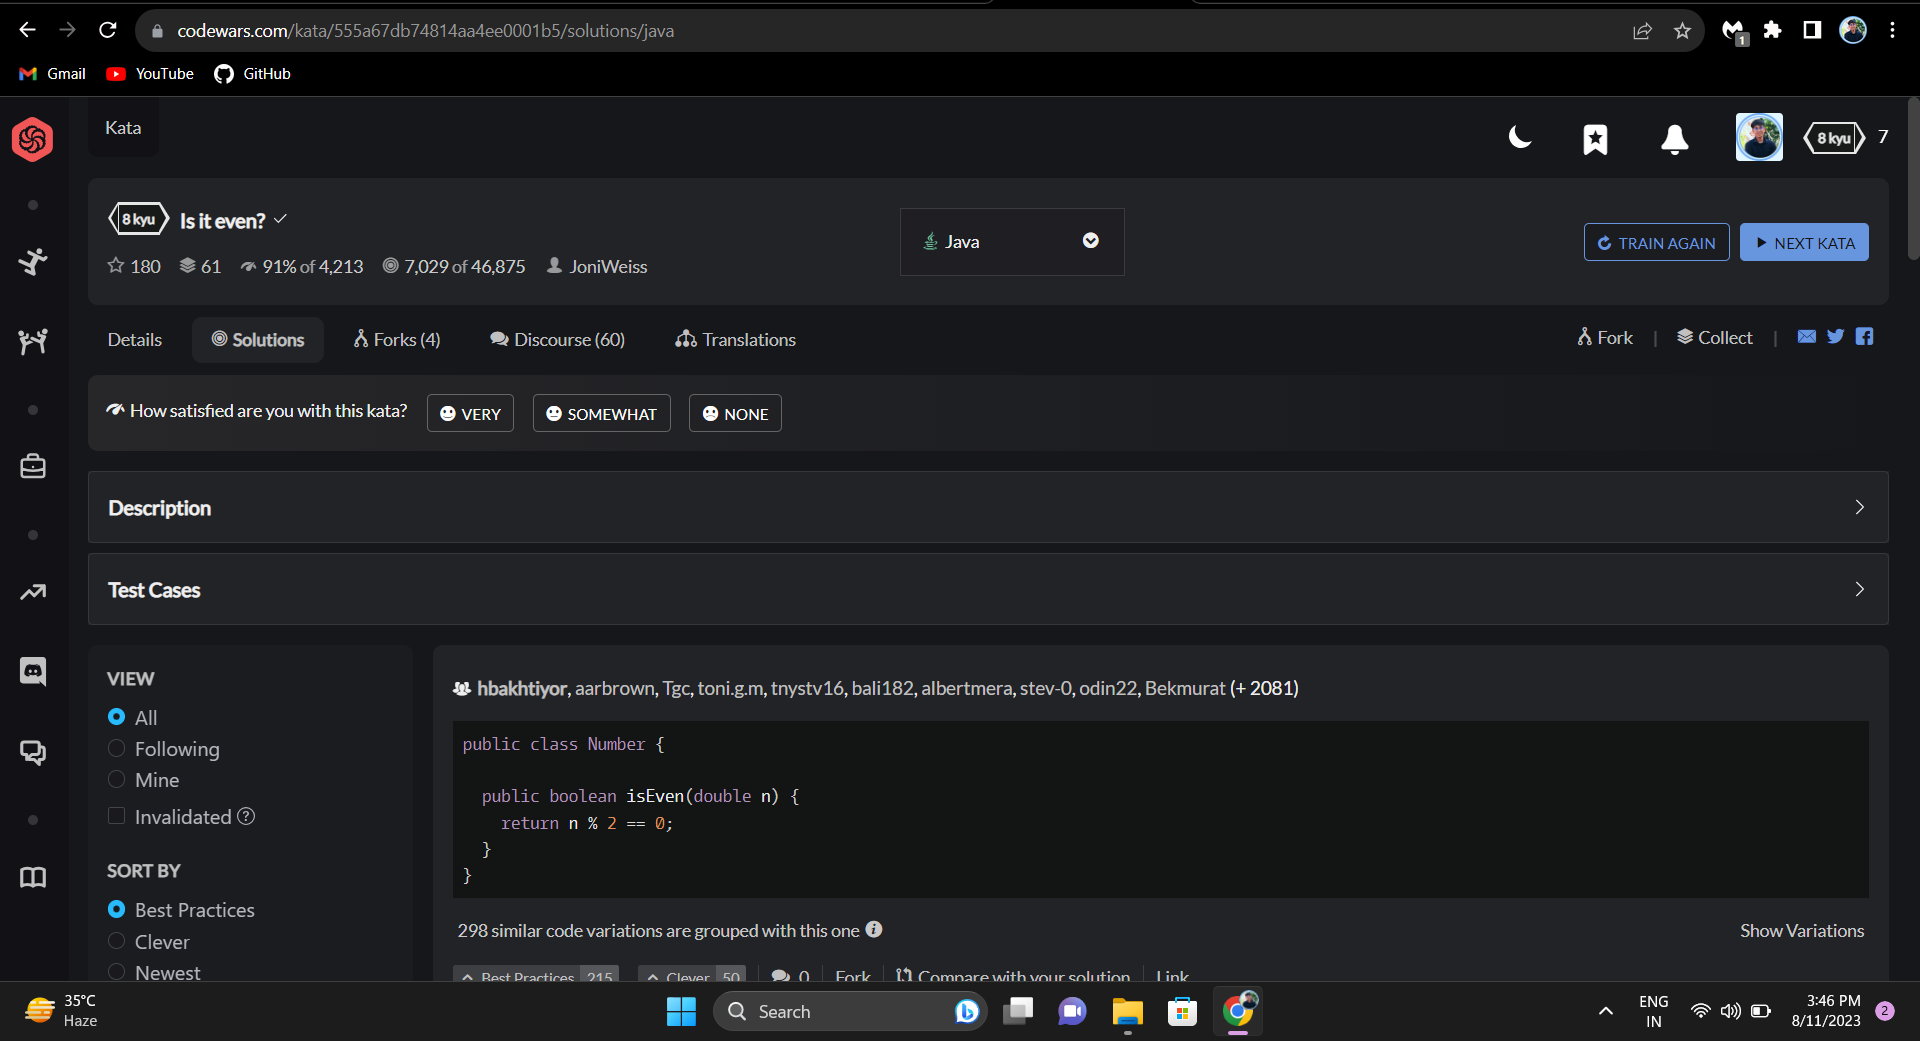 codewars.com/kata/555a67db74814aa4ee0001b5/solutions/java
1
Gmail YouTube GitHub
Kata
8 kyu 7
8 kyu Is it even?
Java
TRAIN AGAIN NEXT KATA
180 61 91% of 4,213 7,029 of 46,875 JoniWeiss
Details Solutions Forks (4) Discourse (60) Translations Fork | Collect |
How satisfied are you with this kata? VERY SOMEWHAT NONE
Description
Test Cases
VIEW
All
Following
Mine
Invalidated ?
SORT BY
Best Practices
Clever
Newest
hbakhtiyor, aarbrown, Tgc, toni.g.m, tnystv16, bali182, albertmera, stev-0, odin22, Bekmurat (+ 2081)
public class Number {
public boolean isEven(double n) {
return n % 2 == 0;
}
}
298 similar code variations are grouped with this one Show Variations
Best Practices 215 Clever 50 0 Fork Compare with your solution Link
35°C
Haze
Search
ENG
IN
3:46 PM
8/11/2023
2